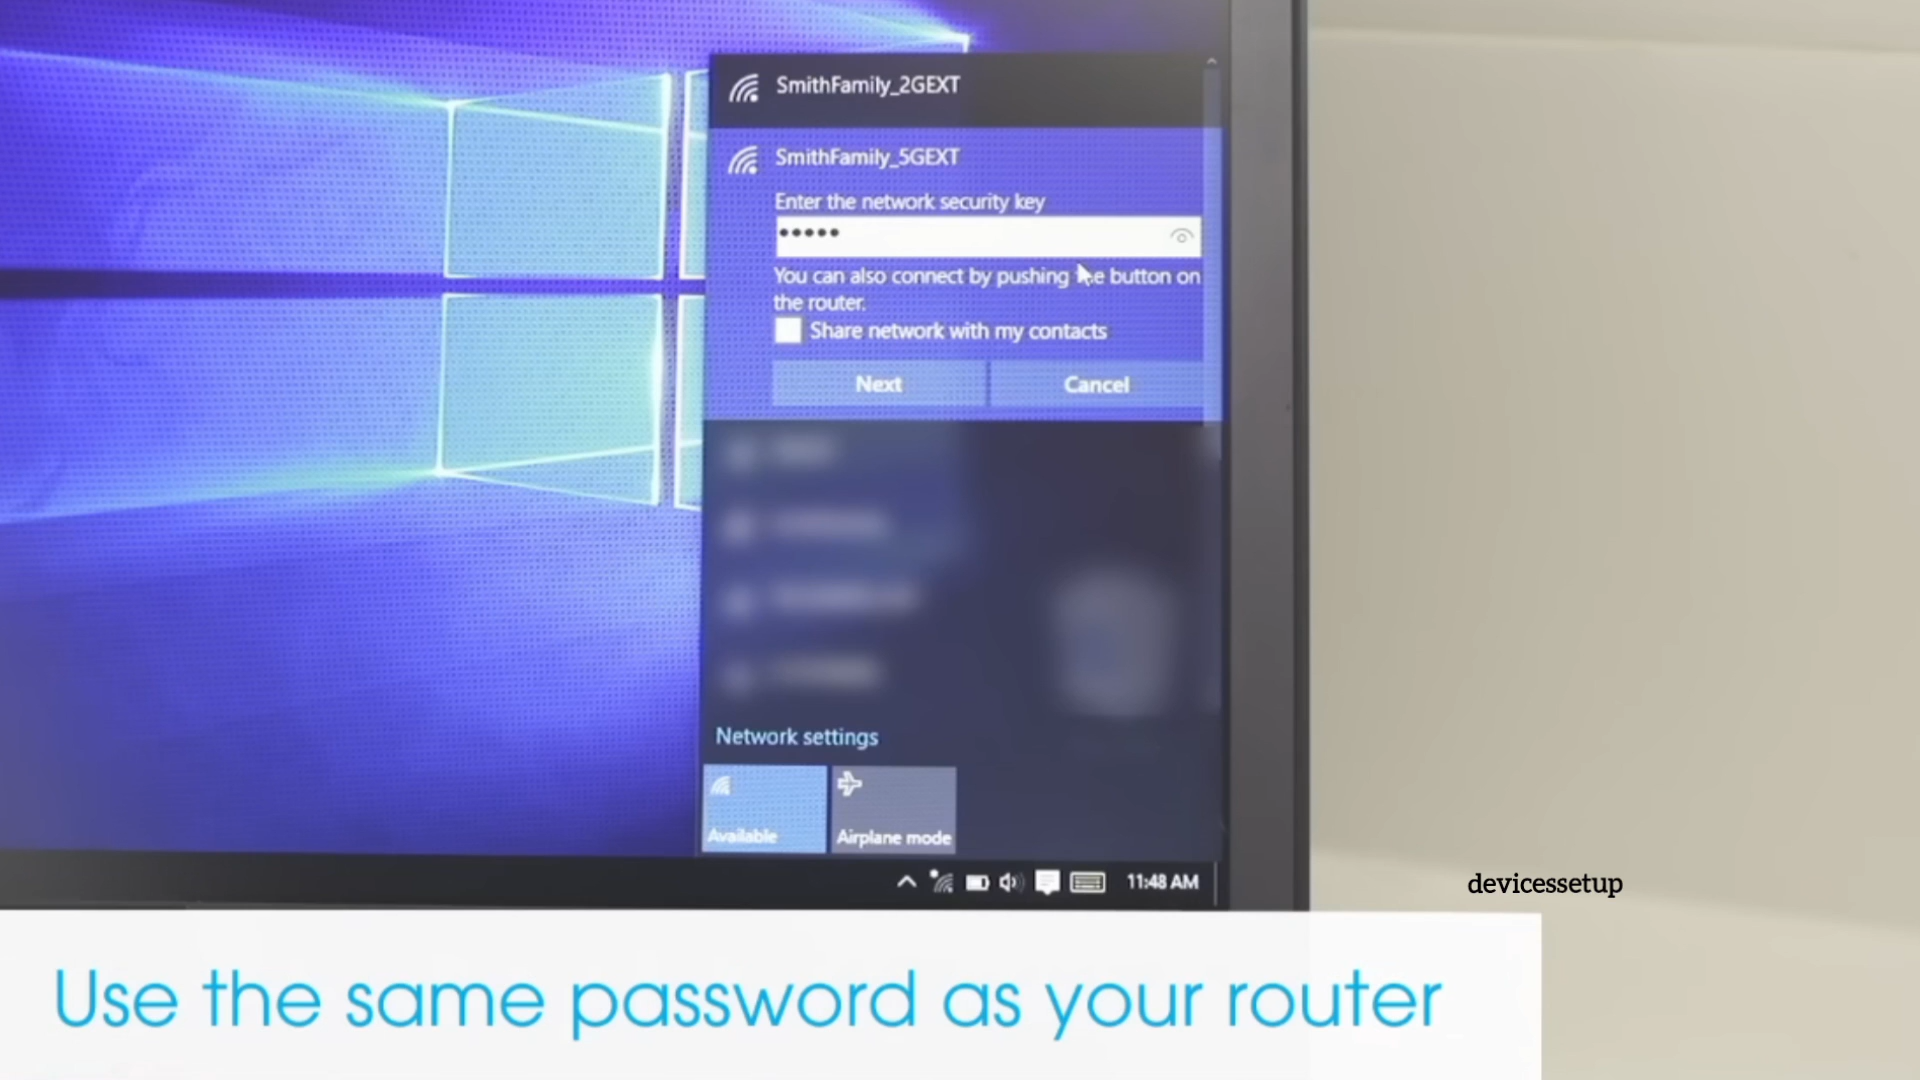 SmithFamily_2GEXT
SmithFamily_5GEXT
Enter the network security key
You can also connect by pushing the button on
the router.
Share network with my contacts
Next
Cancel
Network settings
Available
Airplane mode
11:48 AM
devicessetup
Use the same password as your router